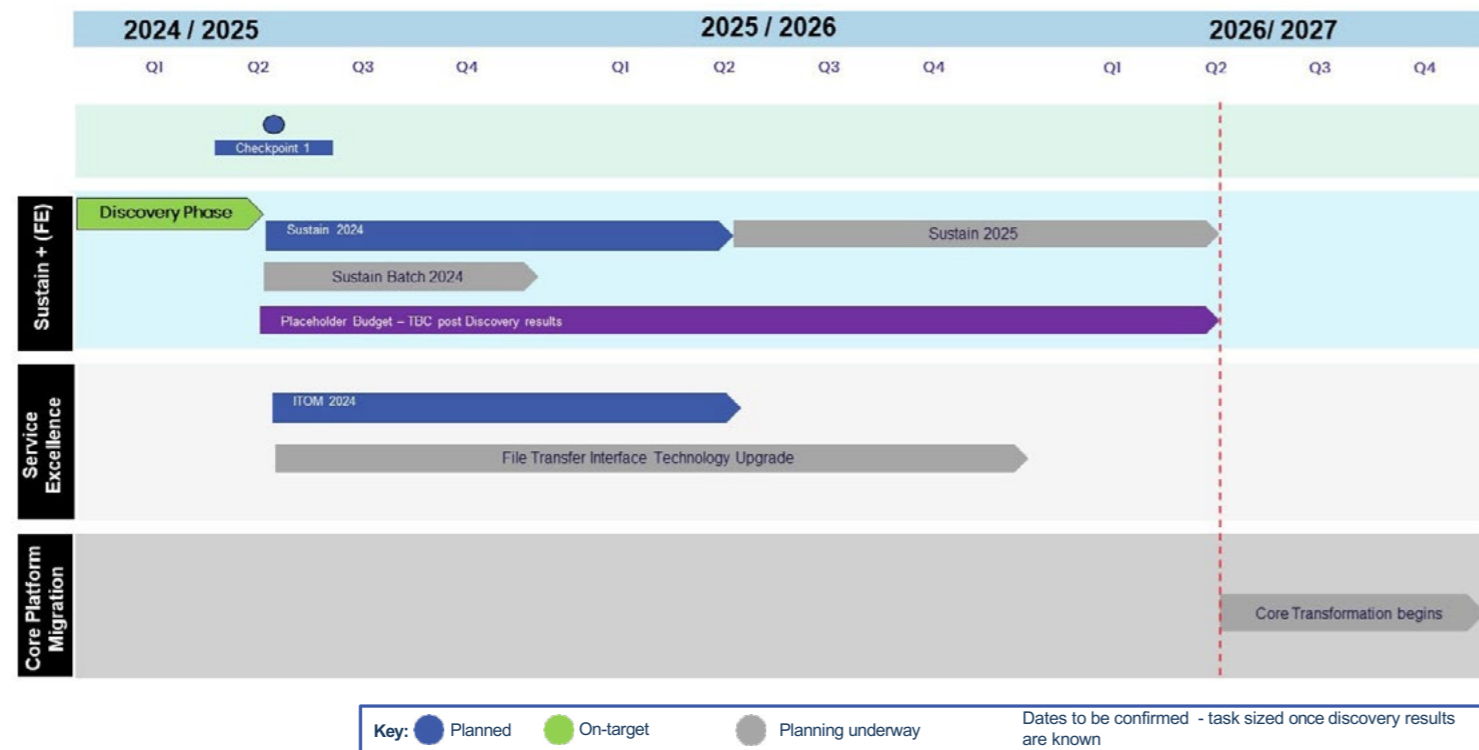 2024 / 2025
2025 / 2026
2026/ 2027
Q1 Q2 Q3 Q4 Q1 Q2 Q3 Q4 Q1 Q2 Q3 Q4
Checkpoint 1
Sustain + (FE)
Discovery Phase
Sustain 2024
Sustain 2025
Sustain Batch 2024
Placeholder Budget – TBC post Discovery results
Service
Excellence
ITOM 2024
File Transfer Interface Technology Upgrade
Core Platform
Migration
Core Transformation begins
Key: Planned On-target Planning underway
Dates to be confirmed - task sized once discovery results
are known